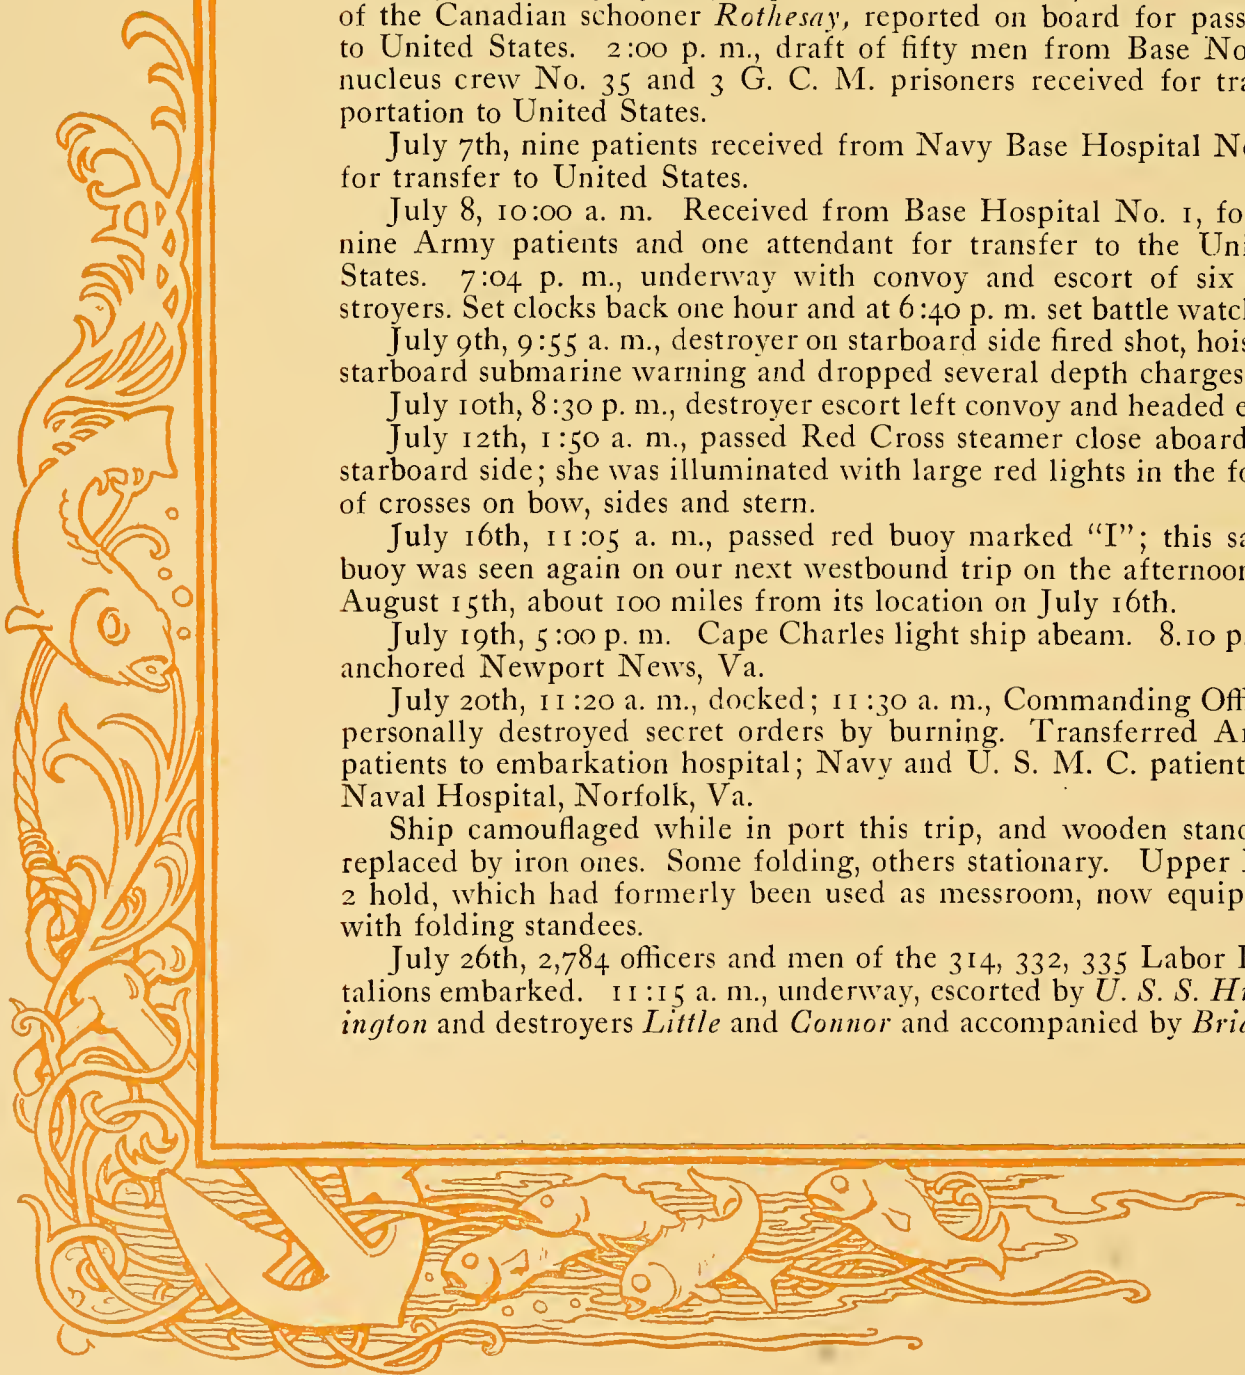 of the Canadian schooner Rothesay, reported on board for pass
to United States. 2:00 p. m., draft of fifty men from Base No
nucleus crew No. 35 and 3 G. C. M. prisoners received for tra
portation to United States.
July 7th, nine patients received from Navy Base Hospital No
for transfer to United States.
July 8, 10:00 a. m. Received from Base Hospital No. 1, fo
nine Army patients and one attendant for transfer to the Uni
States. 7:04 p. m., underway with convoy and escort of six
stroyers. Set clocks back one hour and at 6:40 p. m. set battle watch
July 9th, 9:55 a. m., destroyer on starboard side fired shot, hois
starboard submarine warning and dropped several depth charges
July 10th, 8:30 p. m., destroyer escort left convoy and headed e
July 12th, 1:50 a. m., passed Red Cross steamer close aboard
starboard side; she was illuminated with large red lights in the fo
of crosses on bow, sides and stern.
July 16th, 11:05 a. m., passed red buoy marked “I”; this sa
buoy was seen again on our next westbound trip on the afternoon
August 15th, about 100 miles from its location on July 16th.
July 19th, 5:00 p. m. Cape Charles light ship abeam. 8.10 p.
anchored Newport News, Va.
July 20th, 11:20 a. m., docked; 11:30 a. m., Commanding Offi
personally destroyed secret orders by burning. Transferred Ar
patients to embarkation hospital; Navy and U. S. M. C. patient
Naval Hospital, Norfolk, Va.
Ship camouflaged while in port this trip, and wooden stand
replaced by iron ones. Some folding, others stationary. Upper
2 hold, which had formerly been used as messroom, now equip
with folding standees.
July 26th, 2,784 officers and men of the 314, 332, 335 Labor
talions embarked. 11:15 a. m., underway, escorted by U. S. S. Hu
ington and destroyers Little and Connor and accompanied by Brid